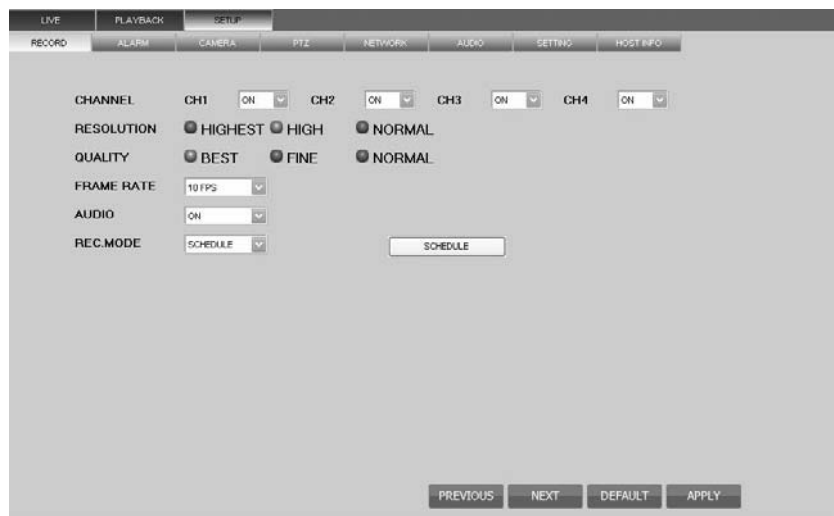 LIVE PLAYBACK SETUP
RECORD ALARM CAMERA PTZ NETWORK AUDIO SETTING HOST INFO
CHANNEL CH1 ON CH2 ON CH3 ON CH4 ON
RESOLUTION HIGHEST HIGH NORMAL
QUALITY BEST FINE NORMAL
FRAME RATE 10 FPS
AUDIO ON
REC.MODE SCHEDULE SCHEDULE
PREVIOUS NEXT DEFAULT APPLY